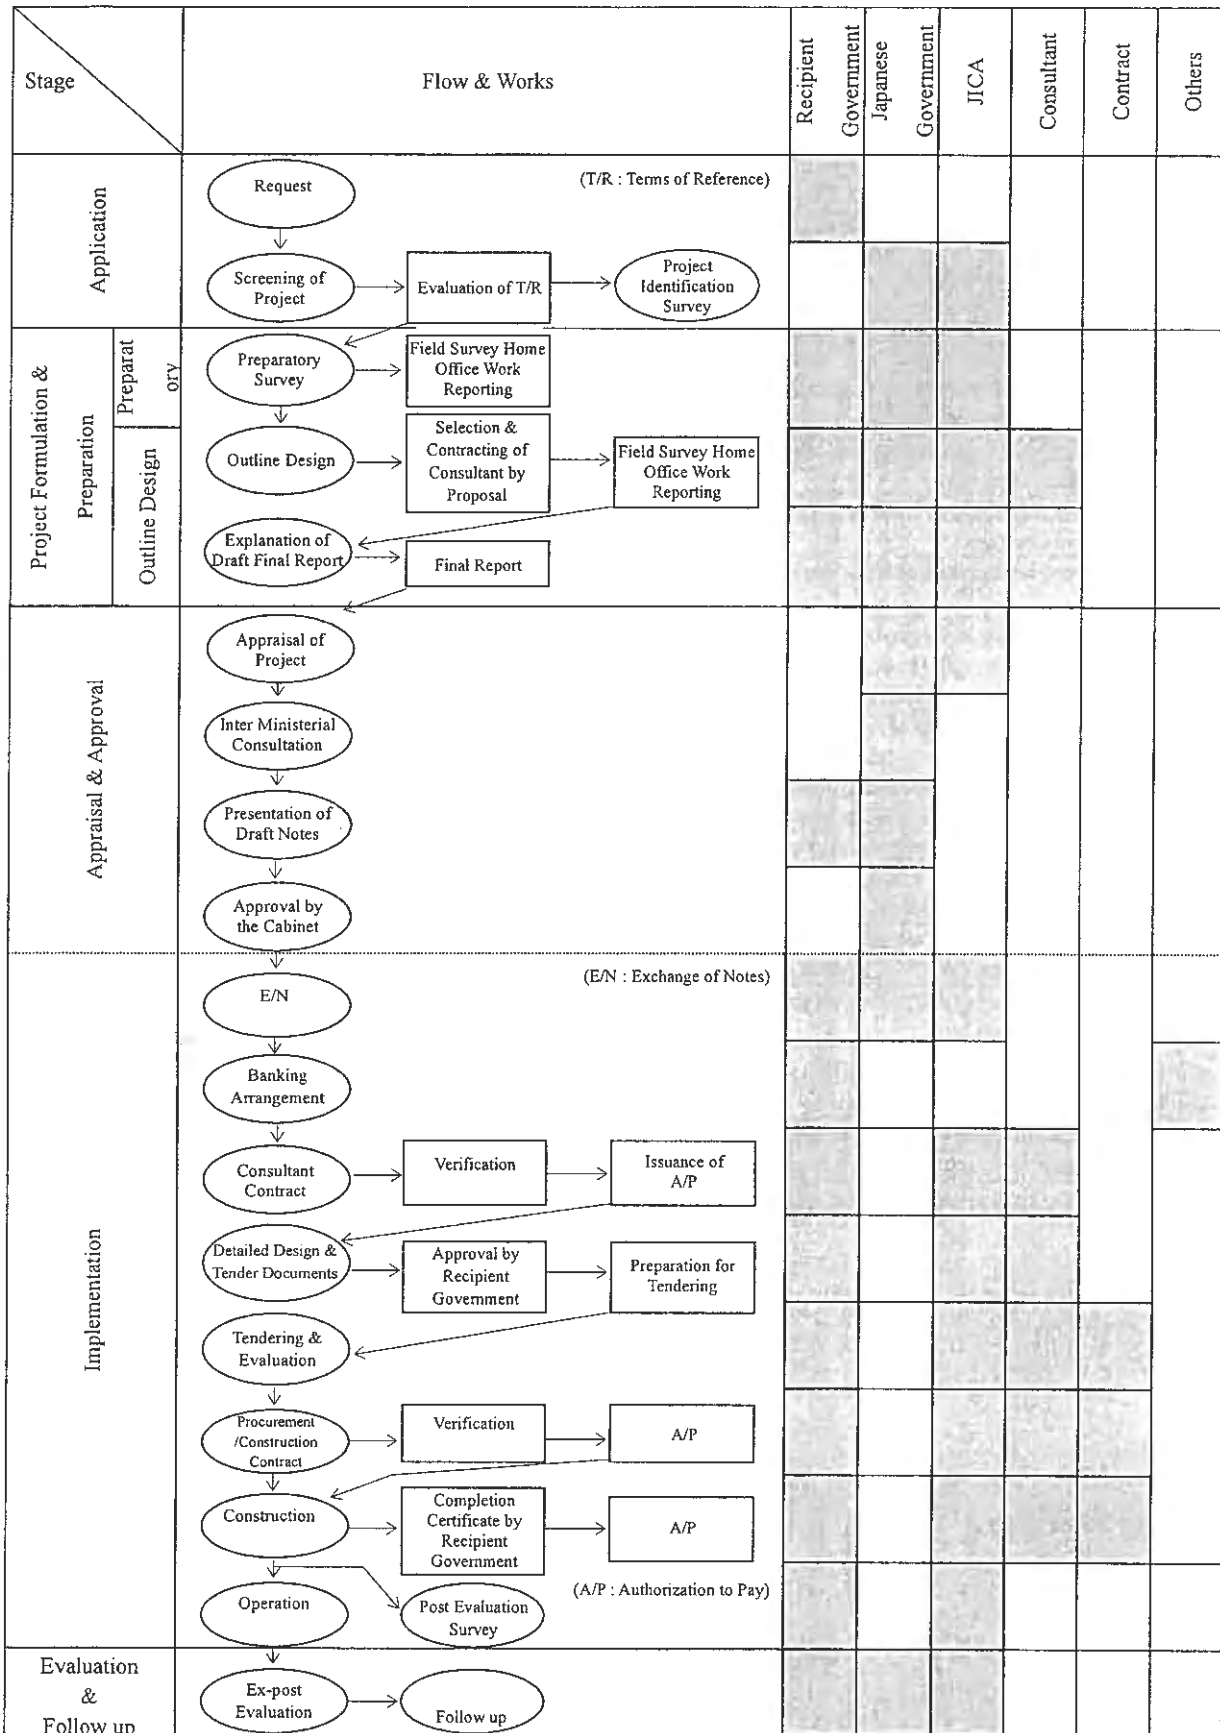 Stage
Flow & Works
Recipient
Government
Japanese
Government
JICA
Consultant
Contract
Others
Application
Request
(T/R : Terms of Reference)
Screening of
Project
Evaluation of T/R
Project
Identification
Survey
Project Formulation &
Preparation
Preparat
ory
Preparatory
Survey
Field Survey Home
Office Work
Reporting
Outline Design
Outline Design
Selection &
Contracting of
Consultant by
Proposal
Field Survey Home
Office Work
Reporting
Explanation of
Draft Final Report
Final Report
Appraisal & Approval
Appraisal of
Project
Inter Ministerial
Consultation
Presentation of
Draft Notes
Approval by
the Cabinet
Implementation
E/N
(E/N : Exchange of Notes)
Banking
Arrangement
Consultant
Contract
Verification
Issuance of
A/P
Detailed Design &
Tender Documents
Approval by
Recipient
Government
Preparation for
Tendering
Tendering &
Evaluation
Procurement
/Construction
Contract
Verification
A/P
Construction
Completion
Certificate by
Recipient
Government
A/P
(A/P : Authorization to Pay)
Operation
Post Evaluation
Survey
Evaluation
&
Follow up
Ex-post
Evaluation
Follow up